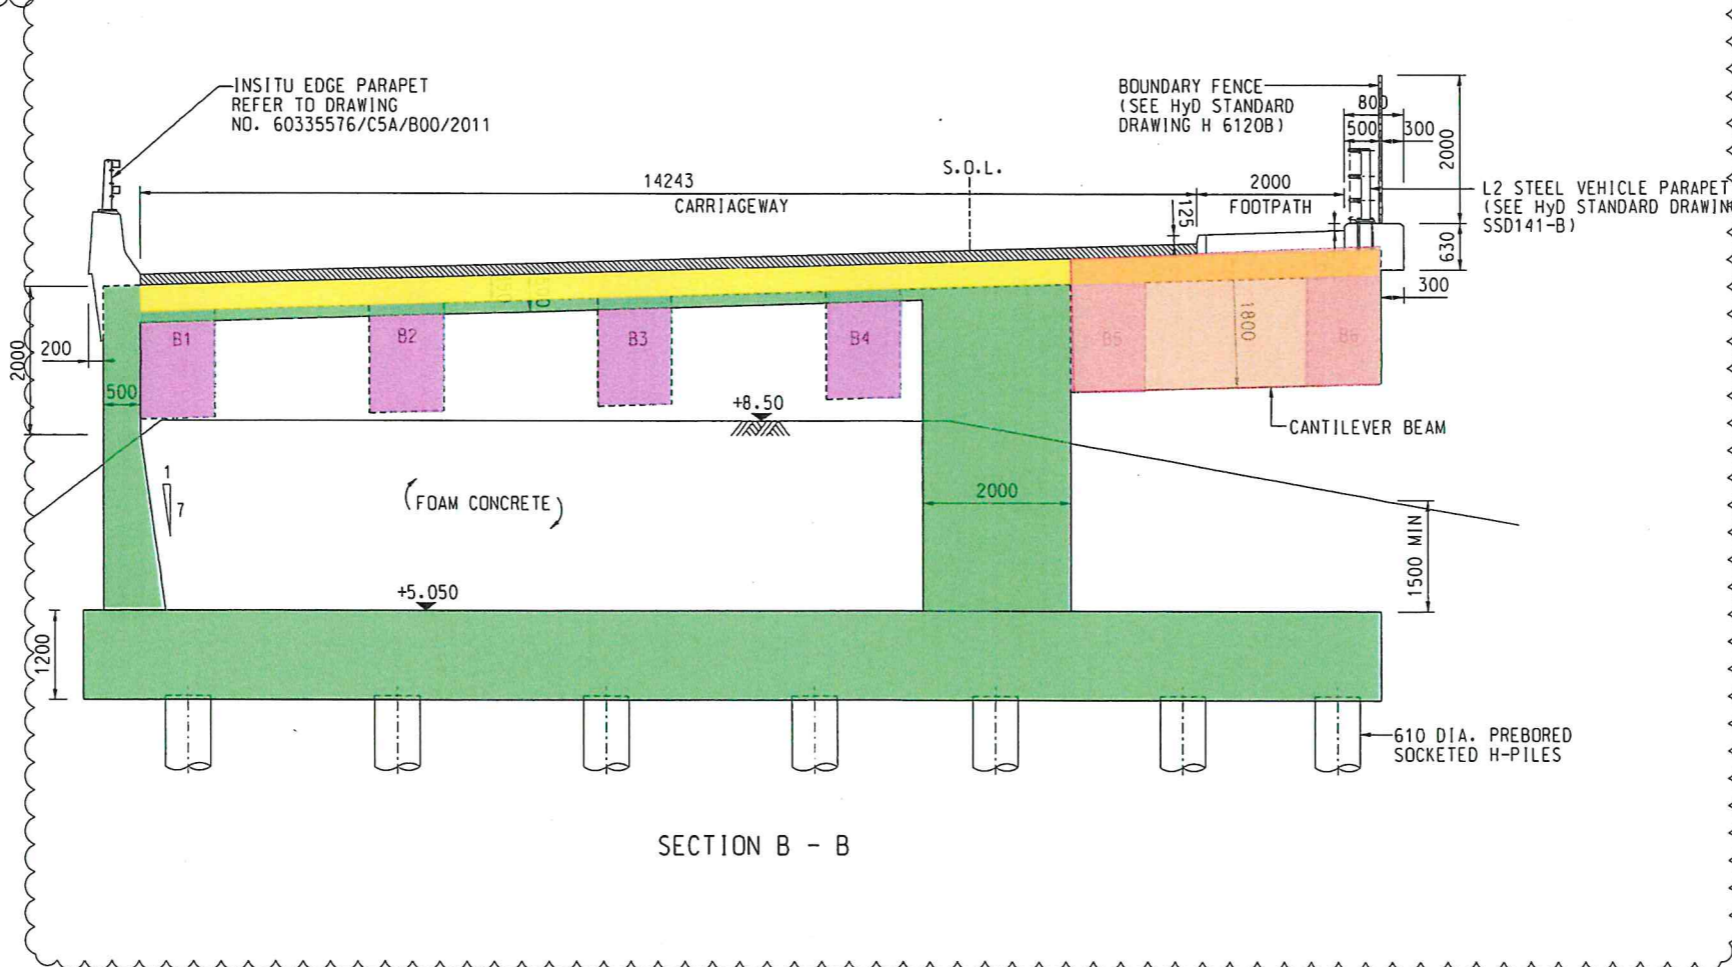 INSITU EDGE PARAPET
REFER TO DRAWING
NO. 60335576/C5A/B00/2011
BOUNDARY FENCE
(SEE HyD STANDARD
DRAWING H 6120B)
800
500
300
2000
S.O.L.
14243
CARRIAGEWAY
2000
FOOTPATH
125
L2 STEEL VEHICLE PARAPET
(SEE HyD STANDARD DRAWING
SSD141-B)
630
300
2000
200
500
B1
B2
B3
B4
B5
B6
1800
+8.50
CANTILEVER BEAM
1
7
(FOAM CONCRETE)
2000
1500 MIN
+5.050
1200
610 DIA. PREBORED
SOCKETED H-PILES
SECTION B - B